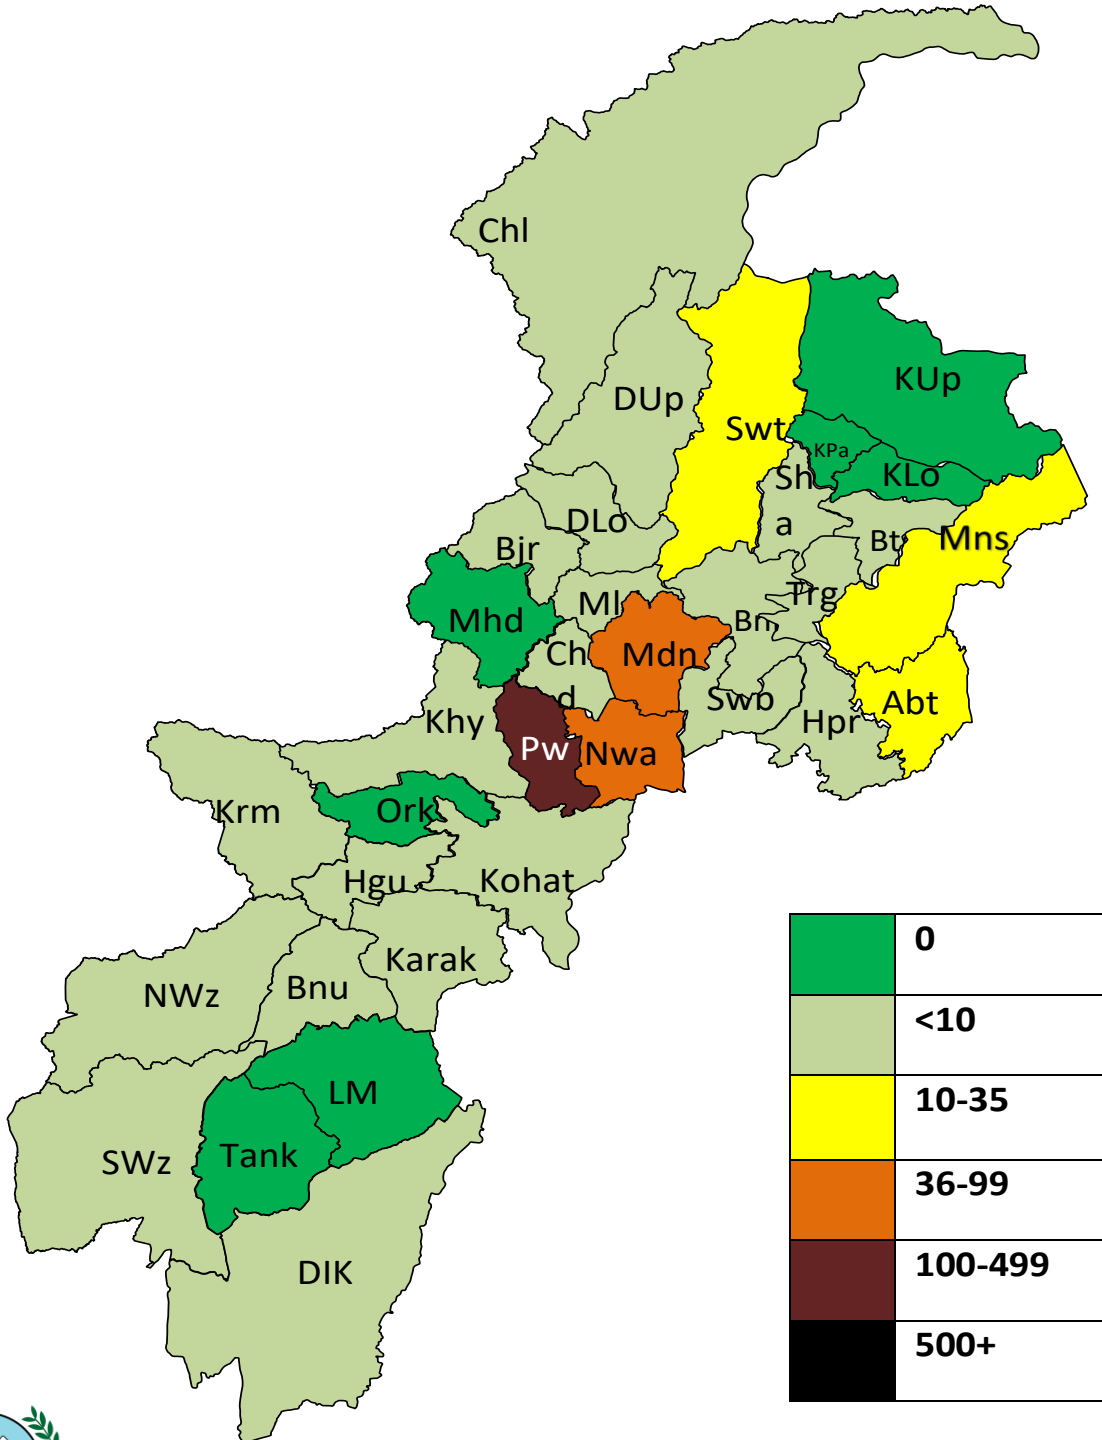 Chl
KUp
DUp
Swt
KPa
KLo
Sh
a
DLo
Bt
Mns
Bjr
Trg
Ml
Mhd
Bn
Mdn
Ch
d
Swb
Abt
Hpr
Khy
Pw
Nwa
Krm
Ork
Hgu
Kohat
Karak
NWz
Bnu
LM
Tank
SWz
DIK
0
<10
10-35
36-99
100-499
500+